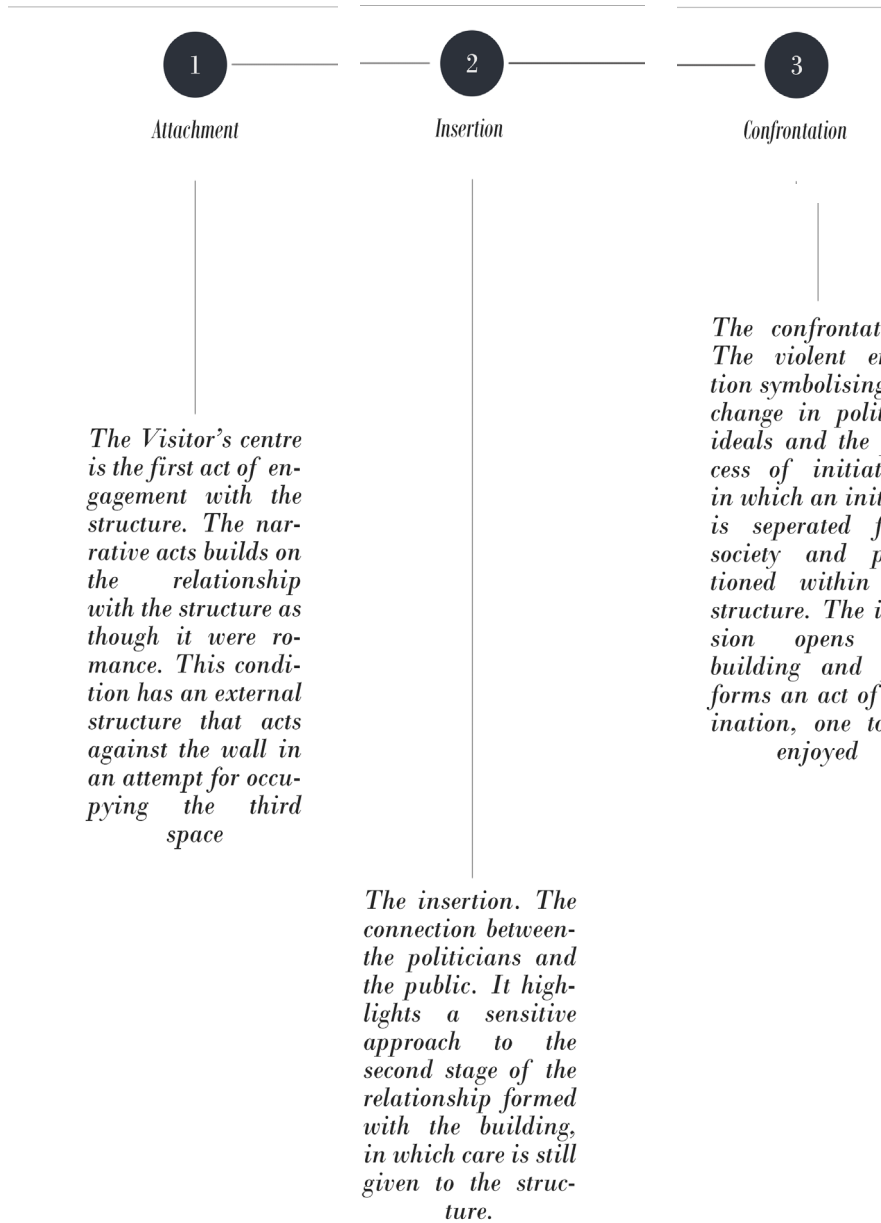 1
Attachment
The Visitor's centre
is the first act of en-
gagement with the
structure. The nar-
rative acts builds on
the relationship
with the structure as
though it were ro-
mance. This condi-
tion has an external
structure that acts
against the wall in
an attempt for occu-
pying the third
space
2
Insertion
The insertion. The
connection between-
the politicians and
the public. It high-
lights a sensitive
approach to the
second stage of the
relationship formed
with the building,
in which care is still
given to the struc-
ture.
3
Confrontation
The
The violent
tion symbolising
change in
ideals and the
cess of
in which an
is seperated
society and
tioned within
structure. The
sion opens
building and
forms an act of
ination, one
enjoyed